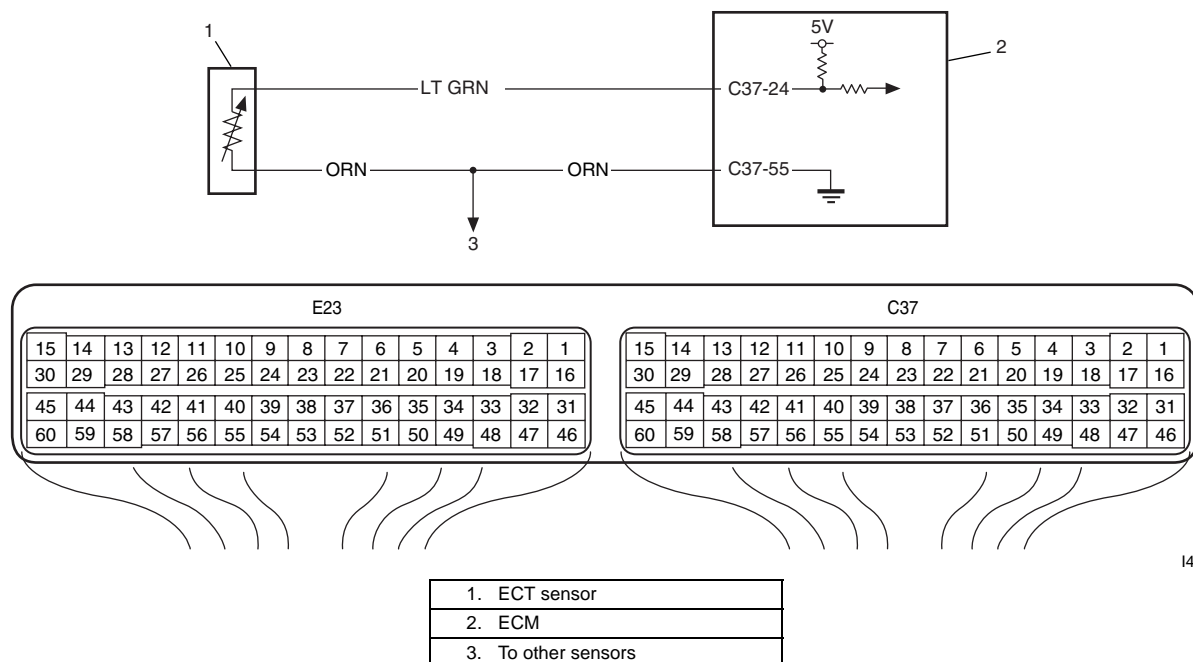 1
5V
2
LT GRN
C37-24
ORN
ORN
C37-55
3
E23
C37
15 14 13 12 11 10 9 8 7 6 5 4 3 2 1
15 14 13 12 11 10 9 8 7 6 5 4 3 2 1
30 29 28 27 26 25 24 23 22 21 20 19 18 17 16
30 29 28 27 26 25 24 23 22 21 20 19 18 17 16
45 44 43 42 41 40 39 38 37 36 35 34 33 32 31
45 44 43 42 41 40 39 38 37 36 35 34 33 32 31
60 59 58 57 56 55 54 53 52 51 50 49 48 47 46
60 59 58 57 56 55 54 53 52 51 50 49 48 47 46
I4
1. ECT sensor
2. ECM
3. To other sensors